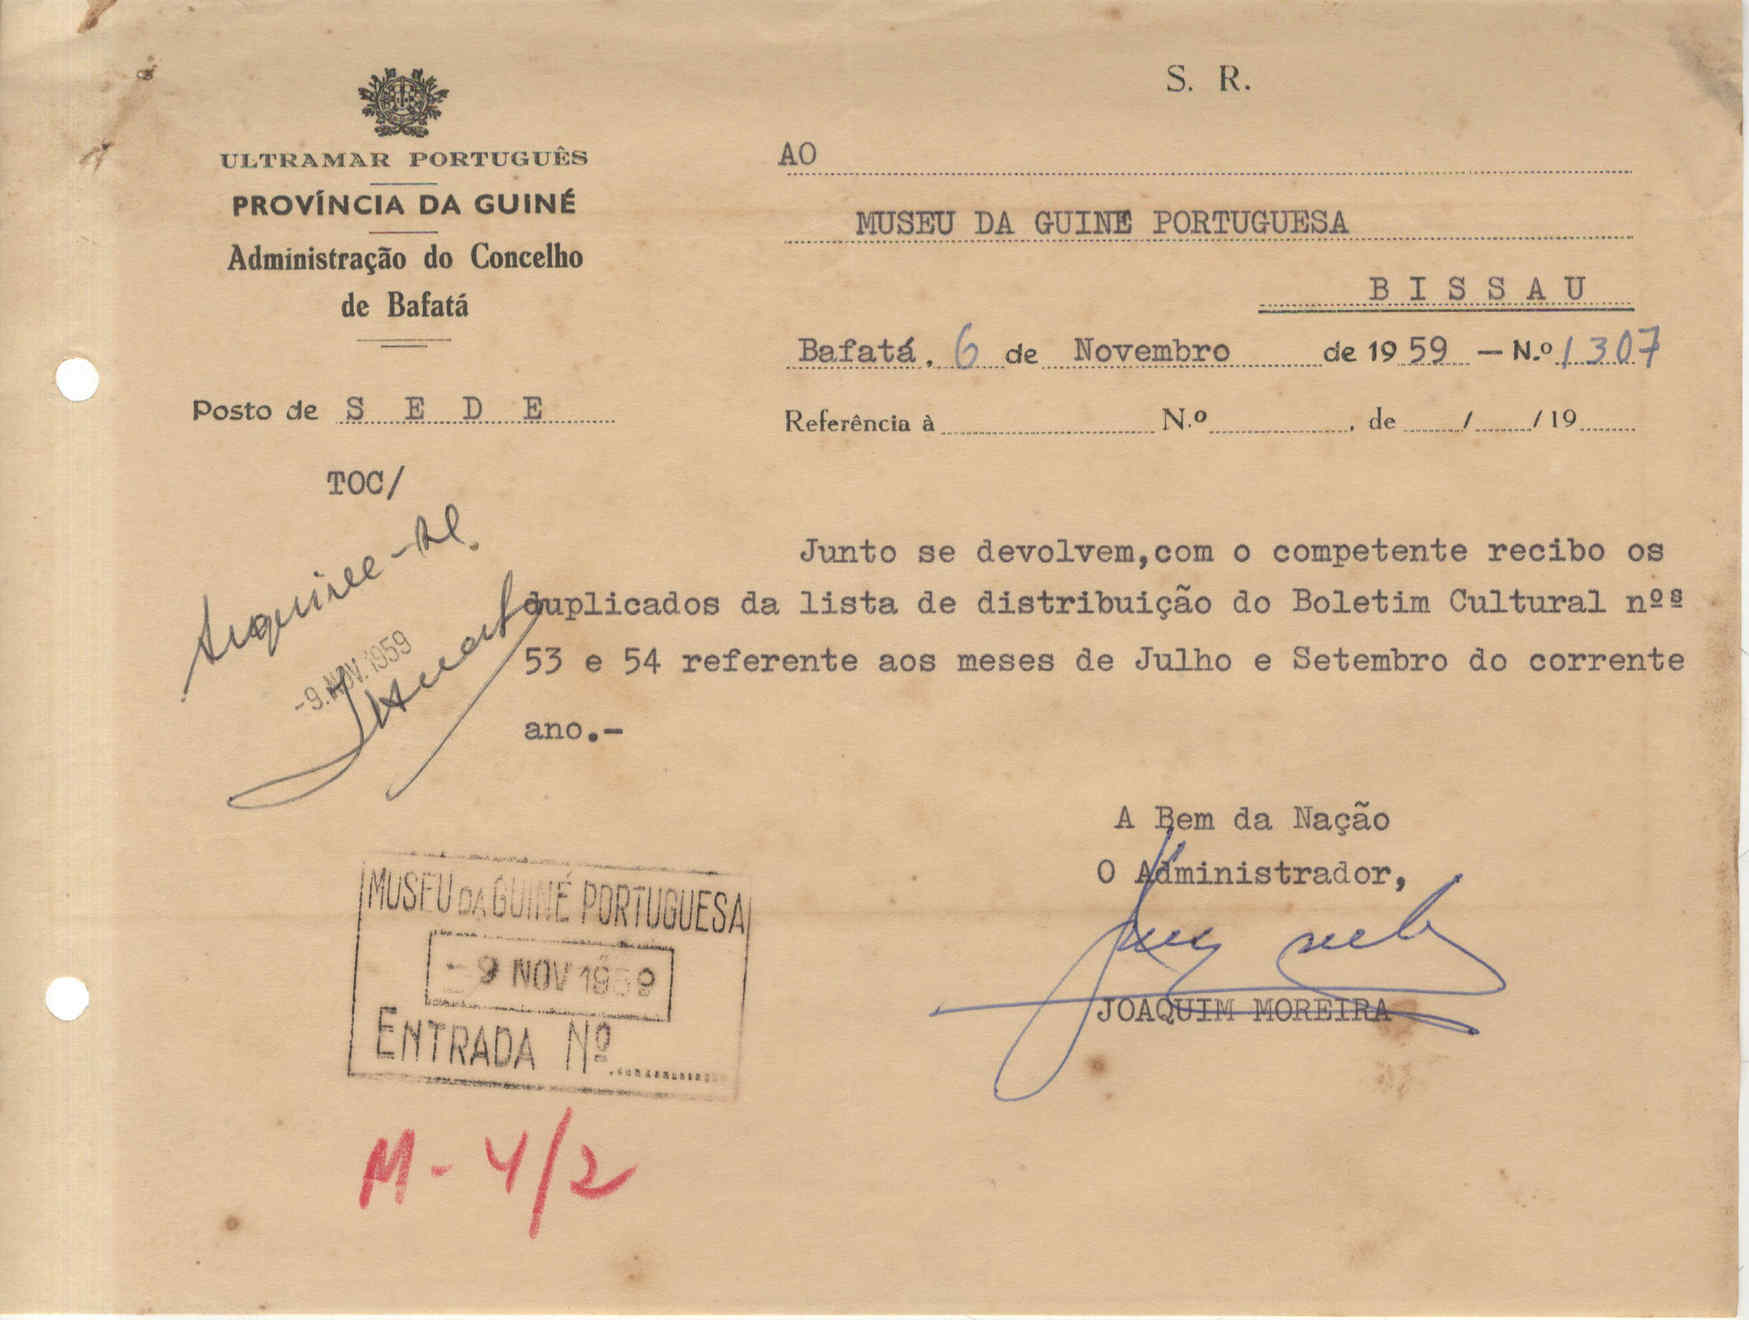 S. R.
ULTRAMAR PORTUGUÊS
PROVÍNCIA DA GUINÉ
Administração do Concelho
de Bafatá
Posto de S E D E
AO
MUSEU DA GUINE PORTUGUESA
B I S S A U
Bafatá, 6 de Novembro de 1959 — N.º 1307
Referência à N.º , de / / 19
TOC/
Arquive-se.
-9.NOV.1959
Junto se devolvem,com o competente recibo os
duplicados da lista de distribuição do Boletim Cultural nºs
53 e 54 referente aos meses de Julho e Setembro do corrente
ano.-
A Bem da Nação
O Administrador,
JOAQUIM MOREIRA
MUSEU DA GUINÉ PORTUGUESA
-9 NOV 1959
ENTRADA Nº
M - 4/2